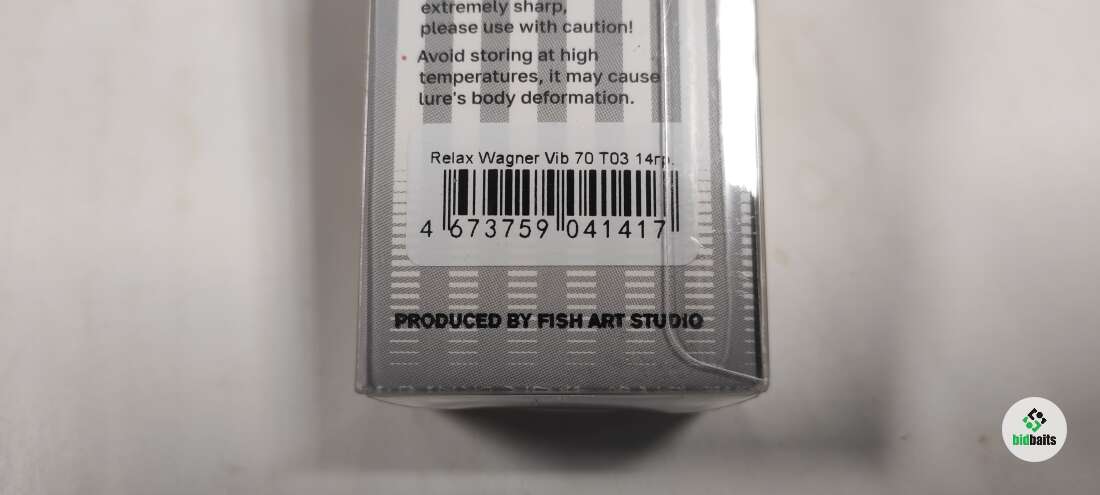 extremely sharp,
please use with caution!
• Avoid storing at high
temperatures, it may cause
lure's body deformation.
Relax Wagner Vib 70 T03 14гр.
4 673759 041417
PRODUCED BY FISH ART STUDIO
bidbaits